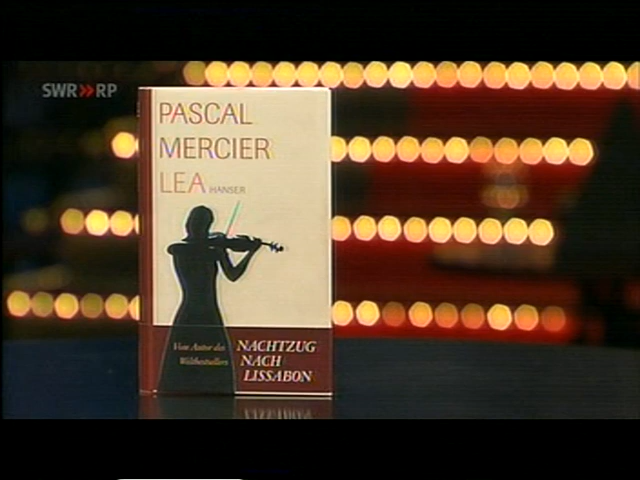 SWR»RP
PASCAL
MERCIER
LEA HANSER
Vom Autor des
Weltbestsellers
NACHTZUG
NACH
LISSABON